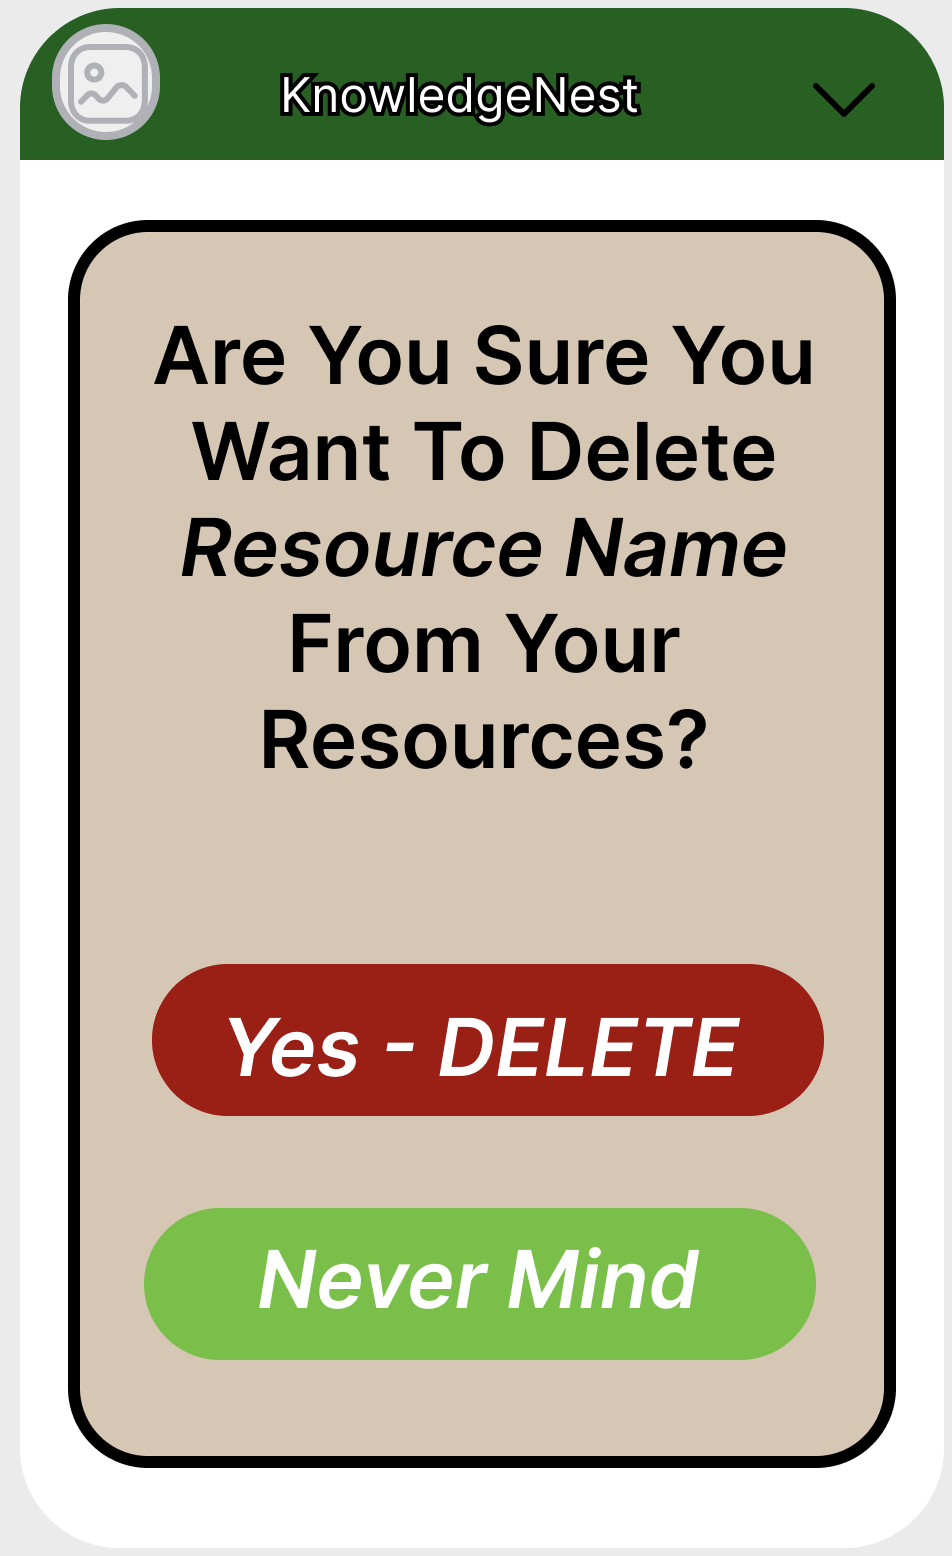 KnowledgeNest
Are You Sure You
Want To Delete
Resource Name
From Your
Resources?
Yes - DELETE
Never Mind